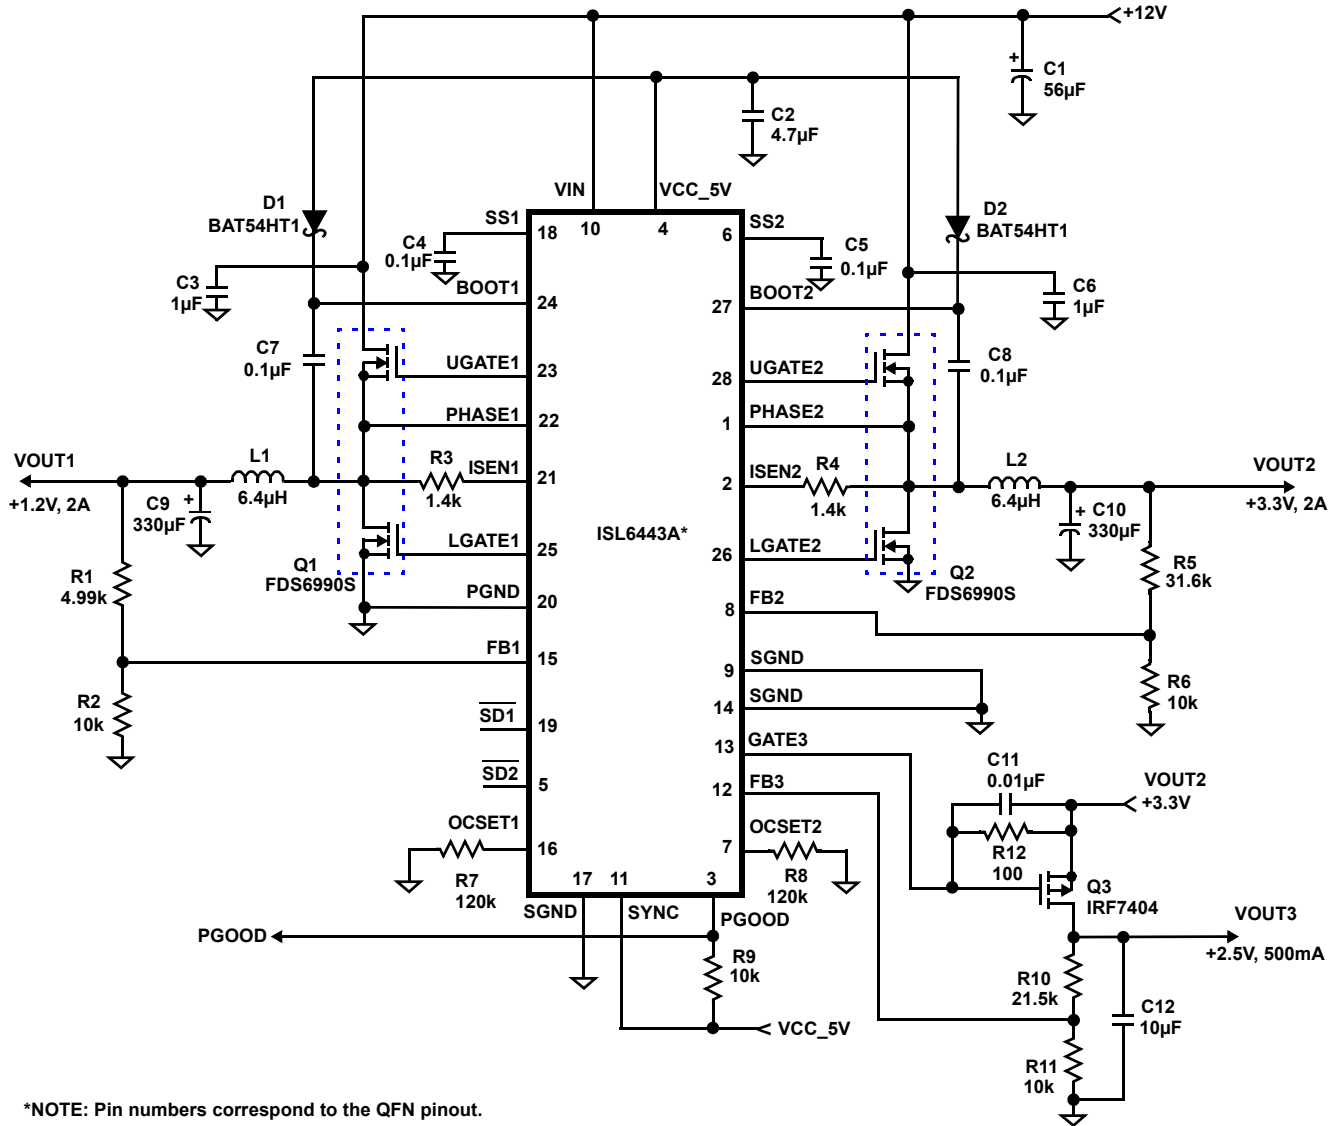 +12V
+
C1
56µF
C2
4.7µF
VIN
VCC_5V
D1
BAT54HT1
SS1
18
10
4
6
SS2
D2
BAT54HT1
C4
0.1µF
C5
0.1µF
C3
1µF
BOOT1
24
27
BOOT2
C6
1µF
C7
0.1µF
UGATE1
23
28
UGATE2
C8
0.1µF
PHASE1
22
1
PHASE2
VOUT1
+1.2V, 2A
C9
330µF
+
L1
6.4µH
R3
1.4k
ISEN1
21
2
ISEN2
R4
1.4k
L2
6.4µH
VOUT2
+3.3V, 2A
+
C10
330µF
ISL6443A*
Q1
FDS6990S
LGATE1
25
26
LGATE2
Q2
FDS6990S
R1
4.99k
R5
31.6k
PGND
20
8
FB2
FB1
15
9
SGND
R2
10k
R6
10k
14
SGND
SD1
19
13
GATE3
SD2
5
12
FB3
C11
0.01µF
VOUT2
+3.3V
R12
100
OCSET1
16
7
OCSET2
R7
120k
R8
120k
Q3
IRF7404
17
11
3
SGND
SYNC
PGOOD
PGOOD
VOUT3
+2.5V, 500mA
R9
10k
R10
21.5k
C12
10µF
VCC_5V
R11
10k
*NOTE: Pin numbers correspond to the QFN pinout.